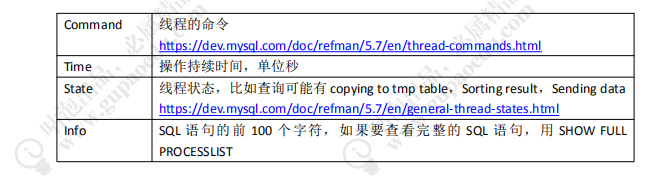 Command 线程的命令
https://dev.mysql.com/doc/refman/5.7/en/thread-commands.html
Time 操作持续时间，单位秒
State 线程状态，比如查询可能有 copying to tmp table，Sorting result，Sending data
https://dev.mysql.com/doc/refman/5.7/en/general-thread-states.html
Info SQL 语句的前 100 个字符，如果要查看完整的 SQL 语句，用 SHOW FULL
PROCESSLIST